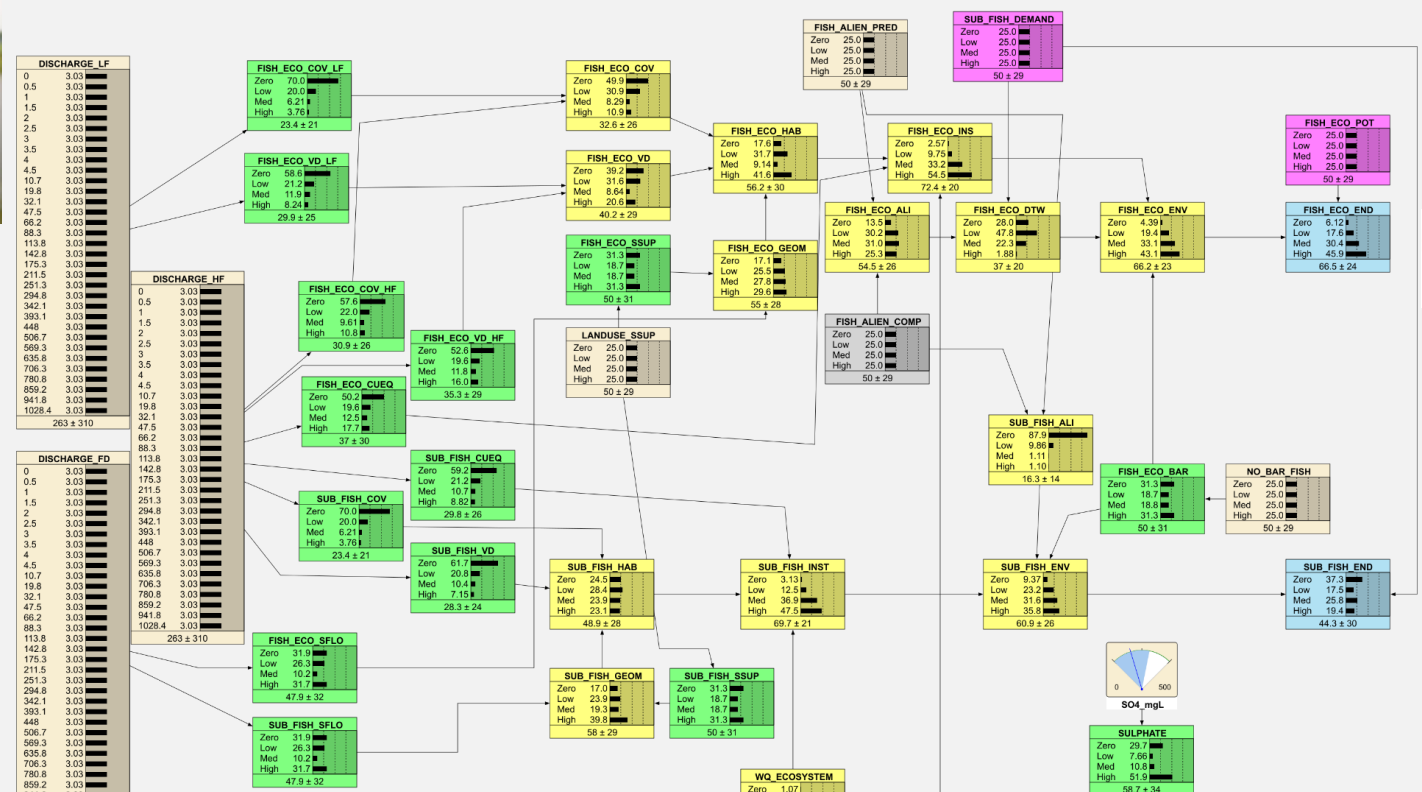 FISH_ALIEN_PRED
Zero 25.0
Low 25.0
Med 25.0
High 25.0
50 ± 29
SUB_FISH_DEMAND
Zero 25.0
Low 25.0
Med 25.0
High 25.0
50 ± 29
DISCHARGE_LF
0 3.03
0.5 3.03
1 3.03
1.5 3.03
2 3.03
2.5 3.03
3 3.03
3.5 3.03
4 3.03
4.5 3.03
10.7 3.03
19.8 3.03
32.1 3.03
47.5 3.03
66.2 3.03
88.3 3.03
113.8 3.03
142.8 3.03
175.3 3.03
211.5 3.03
251.3 3.03
294.8 3.03
342.1 3.03
393.1 3.03
448 3.03
506.7 3.03
569.3 3.03
635.8 3.03
706.3 3.03
780.8 3.03
859.2 3.03
941.8 3.03
1028.4 3.03
263 ± 310
FISH_ECO_COV_LF
Zero 70.0
Low 20.0
Med 6.21
High 3.76
23.4 ± 21
FISH_ECO_COV
Zero 49.9
Low 30.9
Med 8.29
High 10.9
32.6 ± 26
FISH_ECO_HAB
Zero 17.6
Low 31.7
Med 9.14
High 41.6
56.2 ± 30
FISH_ECO_INS
Zero 2.57
Low 9.75
Med 33.2
High 54.5
72.4 ± 20
FISH_ECO_POT
Zero 25.0
Low 25.0
Med 25.0
High 25.0
50 ± 29
FISH_ECO_VD_LF
Zero 58.6
Low 21.2
Med 11.9
High 8.24
29.9 ± 25
FISH_ECO_VD
Zero 39.2
Low 31.6
Med 8.64
High 20.6
40.2 ± 29
FISH_ECO_ALI
Zero 13.5
Low 30.2
Med 31.0
High 25.3
54.5 ± 26
FISH_ECO_DTW
Zero 28.0
Low 47.8
Med 22.3
High 1.88
37 ± 20
FISH_ECO_ENV
Zero 4.39
Low 19.4
Med 33.1
High 43.1
66.2 ± 23
FISH_ECO_END
Zero 6.12
Low 17.6
Med 30.4
High 45.9
66.5 ± 24
FISH_ECO_SSUP
Zero 31.3
Low 18.7
Med 18.7
High 31.3
50 ± 31
FISH_ECO_GEOM
Zero 17.1
Low 25.5
Med 27.8
High 29.6
55 ± 28
DISCHARGE_HF
0 3.03
0.5 3.03
1 3.03
1.5 3.03
2 3.03
2.5 3.03
3 3.03
3.5 3.03
4 3.03
4.5 3.03
10.7 3.03
19.8 3.03
32.1 3.03
47.5 3.03
66.2 3.03
88.3 3.03
113.8 3.03
142.8 3.03
175.3 3.03
211.5 3.03
251.3 3.03
294.8 3.03
342.1 3.03
393.1 3.03
448 3.03
506.7 3.03
569.3 3.03
635.8 3.03
706.3 3.03
780.8 3.03
859.2 3.03
941.8 3.03
1028.4 3.03
263 ± 310
FISH_ECO_COV_HF
Zero 57.6
Low 22.0
Med 9.61
High 10.8
30.9 ± 26
FISH_ECO_VD_HF
Zero 52.6
Low 19.6
Med 11.8
High 16.0
35.3 ± 29
LANDUSE_SSUP
Zero 25.0
Low 25.0
Med 25.0
High 25.0
50 ± 29
FISH_ALIEN_COMP
Zero 25.0
Low 25.0
Med 25.0
High 25.0
50 ± 29
FISH_ECO_CUEQ
Zero 50.2
Low 19.6
Med 12.5
High 17.7
37 ± 30
SUB_FISH_ALI
Zero 87.9
Low 9.86
Med 1.11
High 1.10
16.3 ± 14
DISCHARGE_FD
0 3.03
0.5 3.03
1 3.03
1.5 3.03
2 3.03
2.5 3.03
3 3.03
3.5 3.03
4 3.03
4.5 3.03
10.7 3.03
19.8 3.03
32.1 3.03
47.5 3.03
66.2 3.03
88.3 3.03
113.8 3.03
142.8 3.03
175.3 3.03
211.5 3.03
251.3 3.03
294.8 3.03
342.1 3.03
393.1 3.03
448 3.03
506.7 3.03
569.3 3.03
635.8 3.03
706.3 3.03
780.8 3.03
859.2 3.03
SUB_FISH_CUEQ
Zero 59.2
Low 21.2
Med 10.7
High 8.82
29.8 ± 26
FISH_ECO_BAR
Zero 31.3
Low 18.7
Med 18.8
High 31.3
50 ± 31
NO_BAR_FISH
Zero 25.0
Low 25.0
Med 25.0
High 25.0
50 ± 29
SUB_FISH_COV
Zero 70.0
Low 20.0
Med 6.21
High 3.76
23.4 ± 21
SUB_FISH_VD
Zero 61.7
Low 20.8
Med 10.4
High 7.15
28.3 ± 24
SUB_FISH_HAB
Zero 24.5
Low 28.4
Med 23.9
High 23.1
48.9 ± 28
SUB_FISH_INST
Zero 3.13
Low 12.5
Med 36.9
High 47.5
69.7 ± 21
SUB_FISH_ENV
Zero 9.37
Low 23.2
Med 31.6
High 35.8
60.9 ± 26
SUB_FISH_END
Zero 37.3
Low 17.5
Med 25.8
High 19.4
44.3 ± 30
FISH_ECO_SFLO
Zero 31.9
Low 26.3
Med 10.2
High 31.7
47.9 ± 32
SUB_FISH_GEOM
Zero 17.0
Low 23.9
Med 19.3
High 39.8
58 ± 29
SUB_FISH_SSUP
Zero 31.3
Low 18.7
Med 18.7
High 31.3
50 ± 31
0 500
SO4_mgL
SUB_FISH_SFLO
Zero 31.9
Low 26.3
Med 10.2
High 31.7
47.9 ± 32
SULPHATE
Zero 29.7
Low 7.66
Med 10.8
High 51.9
58.7 ± 34
WQ_ECOSYSTEM
Zero 1.07